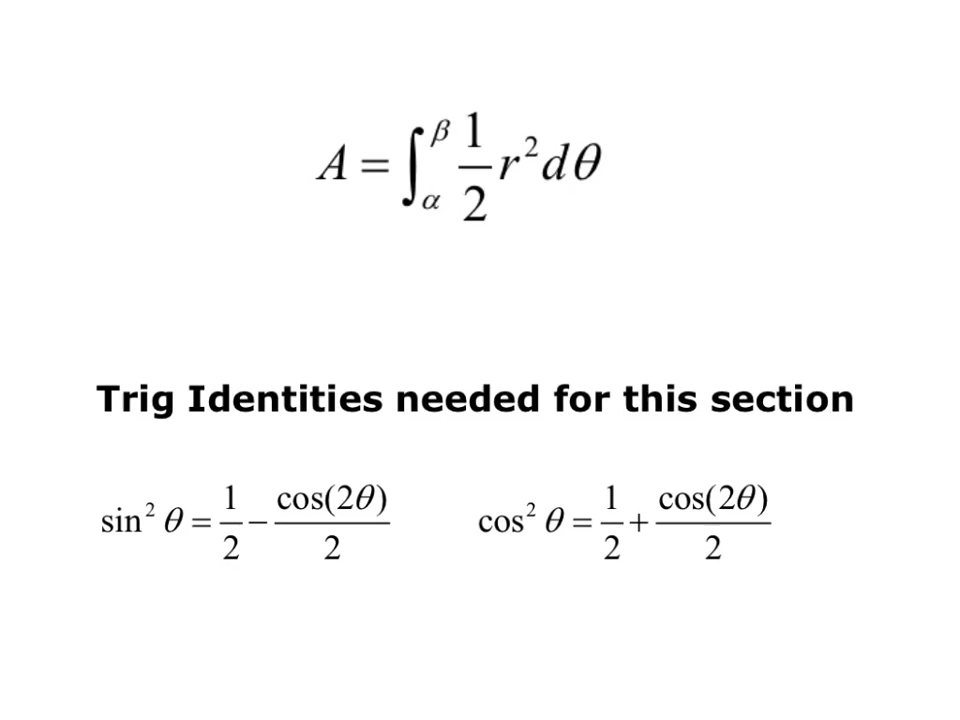 A = ∫_α^β 1/2 r² dθ
Trig Identities needed for this section
sin² θ = 1/2 − cos(2θ)/2    cos² θ = 1/2 + cos(2θ)/2